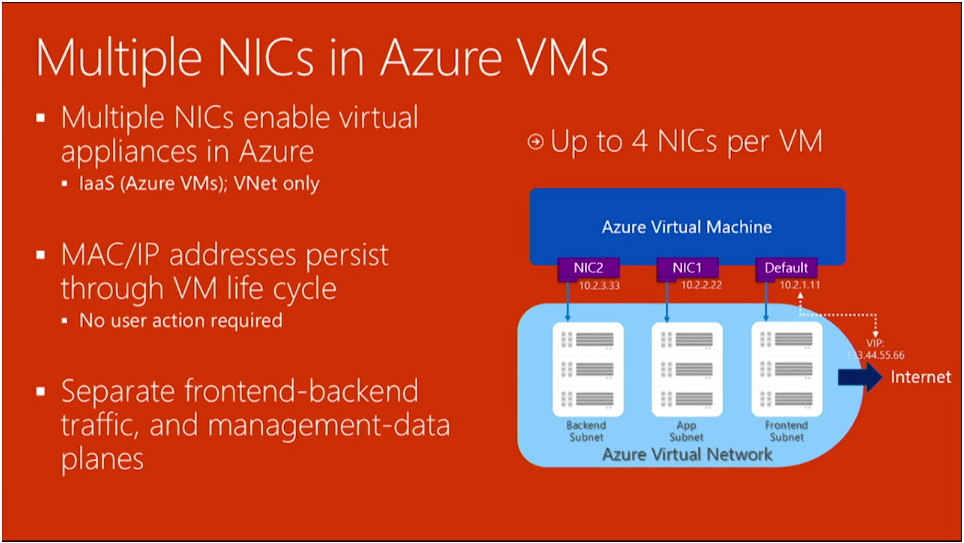 Multiple NICs in Azure VMs
Multiple NICs enable virtual
appliances in Azure
IaaS (Azure VMs); VNet only
MAC/IP addresses persist
through VM life cycle
No user action required
Separate frontend-backend
traffic, and management-data
planes
Up to 4 NICs per VM
Azure Virtual Machine
NIC2
NIC1
Default
10.2.3.33
10.2.2.22
10.2.1.11
VIP:
Internet
Backend
Subnet
App
Subnet
Frontend
Subnet
Azure Virtual Network